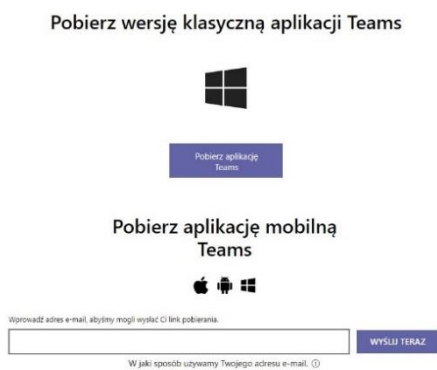 Pobierz wersję klasyczną aplikacji Teams
Pobierz aplikację
Teams
Pobierz aplikację mobilną
Teams
Wprowadź adres e-mail, abyśmy mogli wysłać Ci link pobierania.
WYŚLIJ TERAZ
W jaki sposób używamy Twojego adresu e-mail.